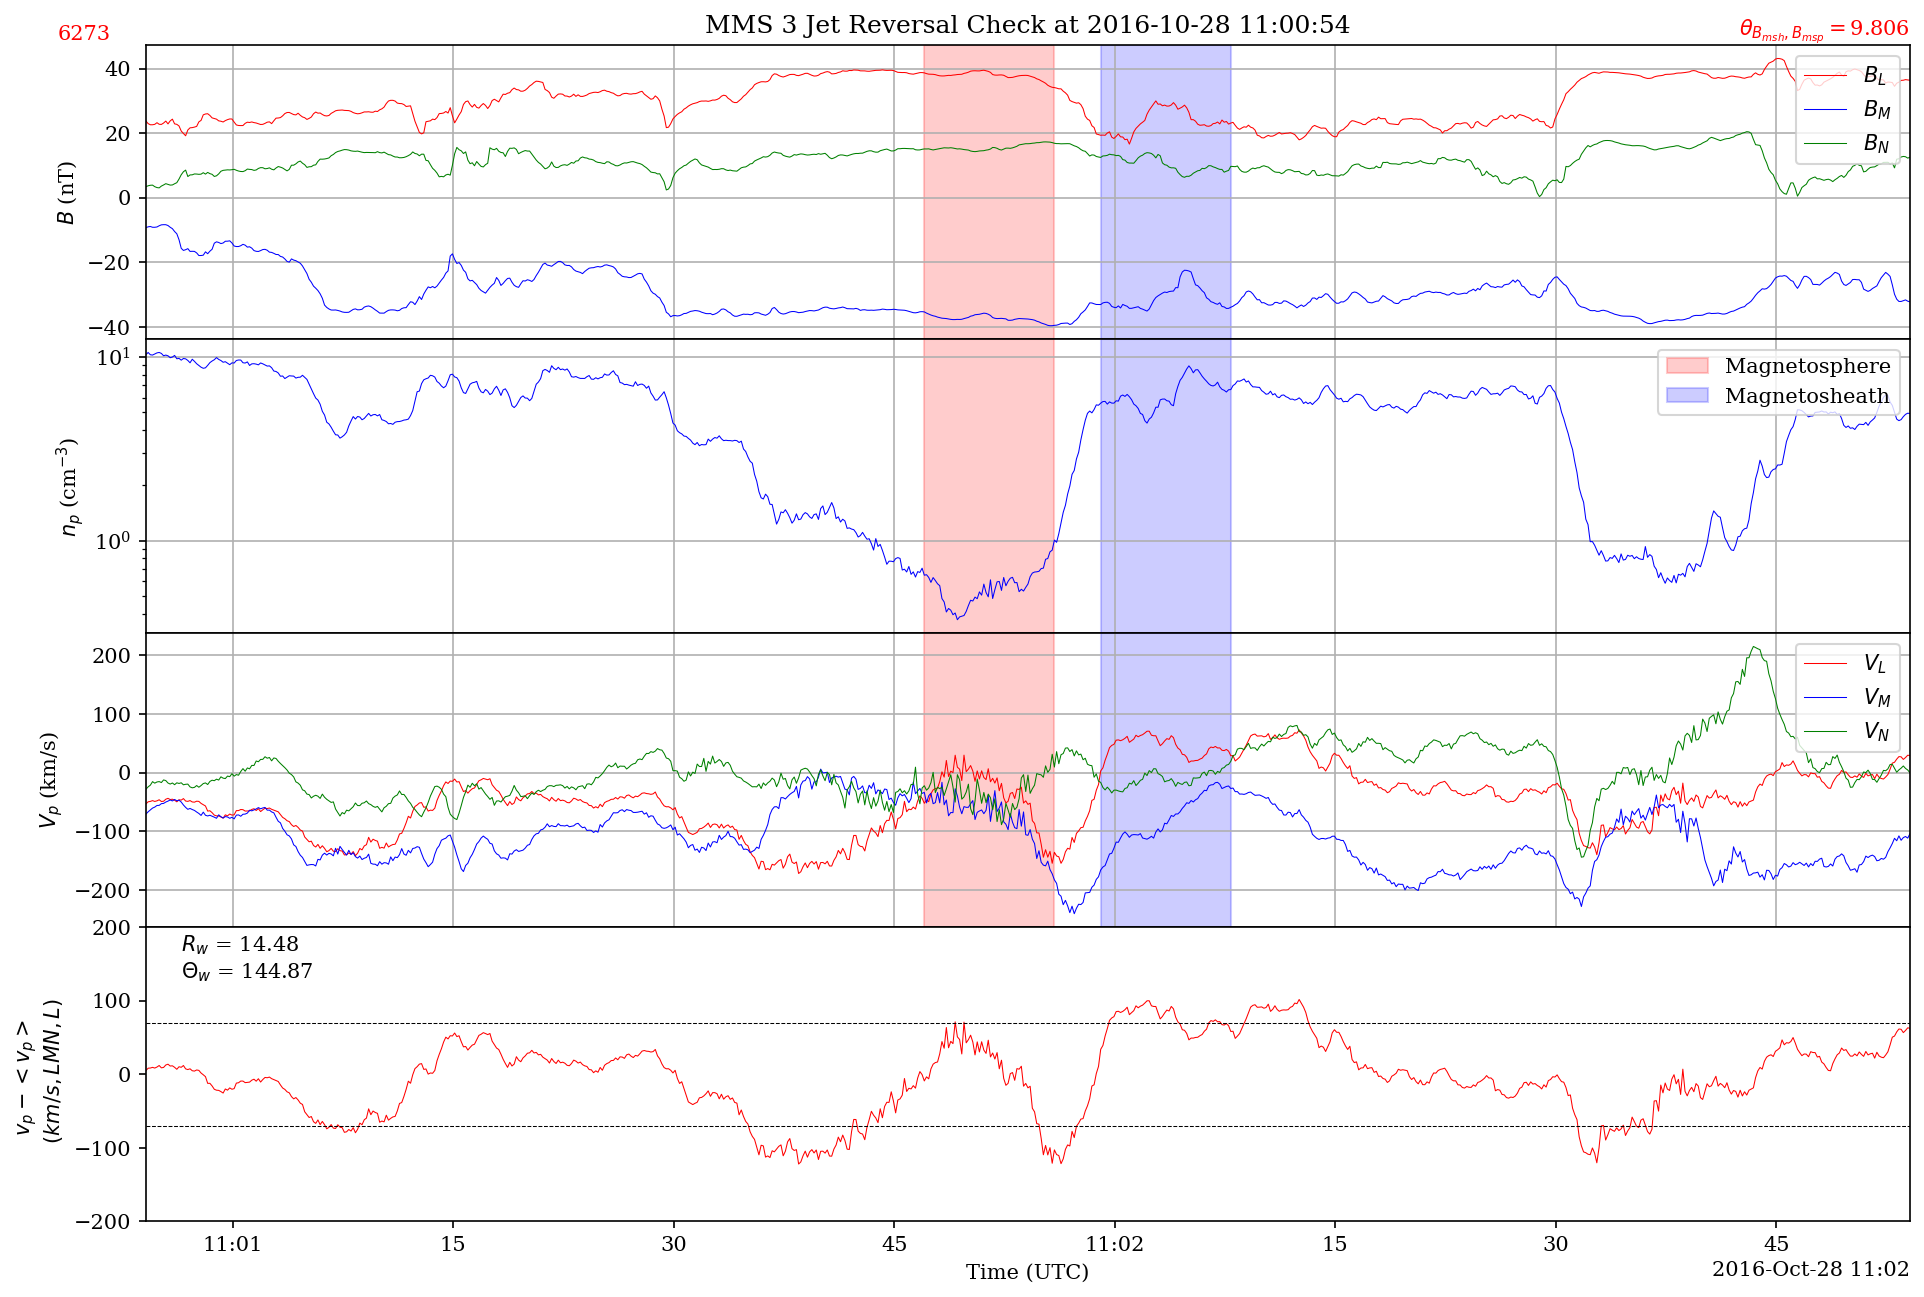 MMS 3 Jet Reversal Check at 2016-10-28 11:00:54
6273
θ_{B_{msh}, B_{msp}} = 9.806
40
20
0
−20
−40
B (nT)
B_L
B_M
B_N
10^1
10^0
n_p (cm^{−3})
Magnetosphere
Magnetosheath
200
100
0
−100
−200
V_p (km/s)
V_L
V_M
V_N
200
100
0
−100
−200
v_p − < v_p >
(km/s, LMN, L)
R_w = 14.48
Θ_w = 144.87
11:01 15 30 45 11:02 15 30 45
Time (UTC)
2016-Oct-28 11:02